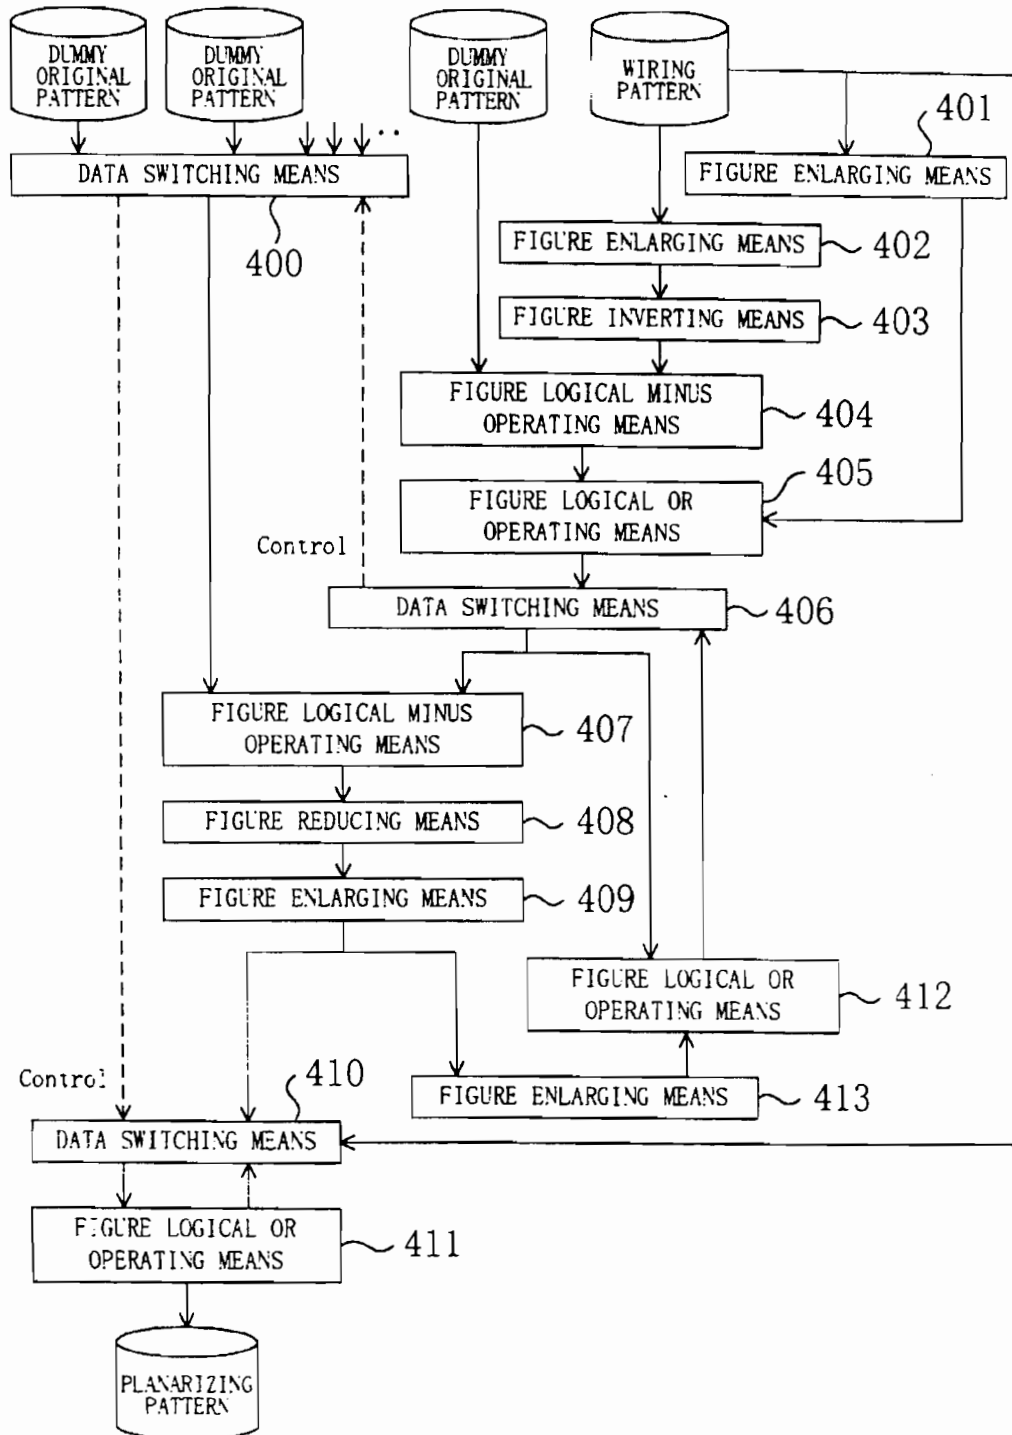 DUMMY
ORIGINAL
PATTERN
DUMMY
ORIGINAL
PATTERN
DUMMY
ORIGINAL
PATTERN
WIRING
PATTERN
401
DATA SWITCHING MEANS
FIGURE ENLARGING MEANS
400
FIGURE ENLARGING MEANS
402
FIGURE INVERTING MEANS
403
FIGURE LOGICAL MINUS
OPERATING MEANS
404
405
FIGURE LOGICAL OR
OPERATING MEANS
Control
DATA SWITCHING MEANS
406
FIGURE LOGICAL MINUS
OPERATING MEANS
407
FIGURE REDUCING MEANS
408
FIGURE ENLARGING MEANS
409
FIGURE LOGICAL OR
OPERATING MEANS
412
Control
410
FIGURE ENLARGING MEANS
413
DATA SWITCHING MEANS
FIGURE LOGICAL OR
OPERATING MEANS
411
PLANARIZING
PATTERN